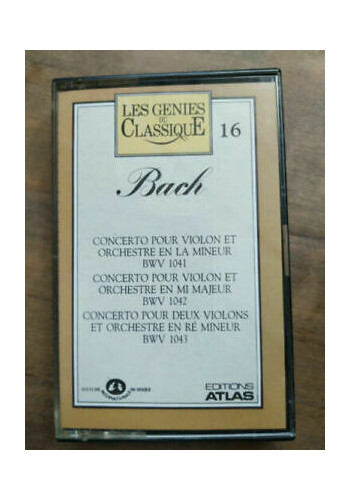 LES GENIES
DU
CLASSIQUE
16
Bach
CONCERTO POUR VIOLON ET
ORCHESTRE EN LA MINEUR
BWV 1041
CONCERTO POUR VIOLON ET
ORCHESTRE EN MI MAJEUR
BWV 1042
CONCERTO POUR DEUX VIOLONS
ET ORCHESTRE EN RÉ MINEUR
BWV 1043
EDITIONS
ATLAS